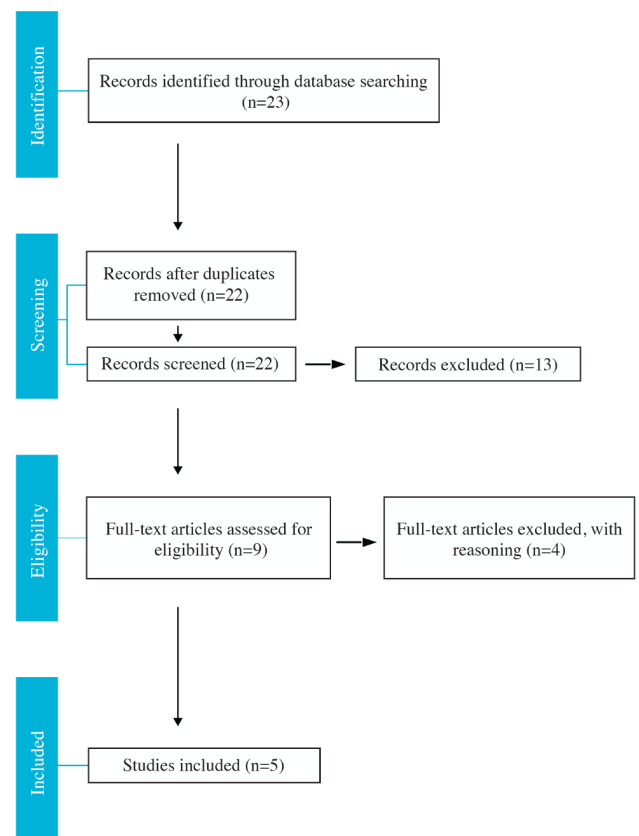 Identification
Records identified through database searching
(n=23)
Screening
Records after duplicates
removed (n=22)
Records screened (n=22)
Records excluded (n=13)
Eligibility
Full-text articles assessed for
eligibility (n=9)
Full-text articles excluded, with
reasoning (n=4)
Included
Studies included (n=5)